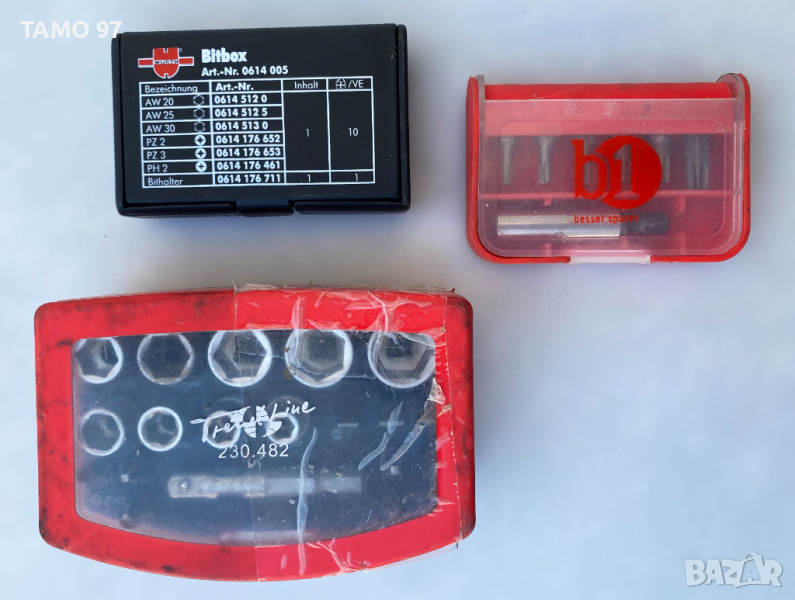 TAMO 97
WÜRTH
Bitbox
Art.-Nr. 0614 005
Bezeichnung Art.-Nr. Inhalt /VE
AW 20 0614 512 0
AW 25 0614 512 5
AW 30 0614 513 0
PZ 2 0614 176 652
PZ 3 0614 176 653
PH 2 0614 176 461
1 10
Bithalter 0614 176 711 1 1
b1
besser
Trend Line
230.482
BAZAR